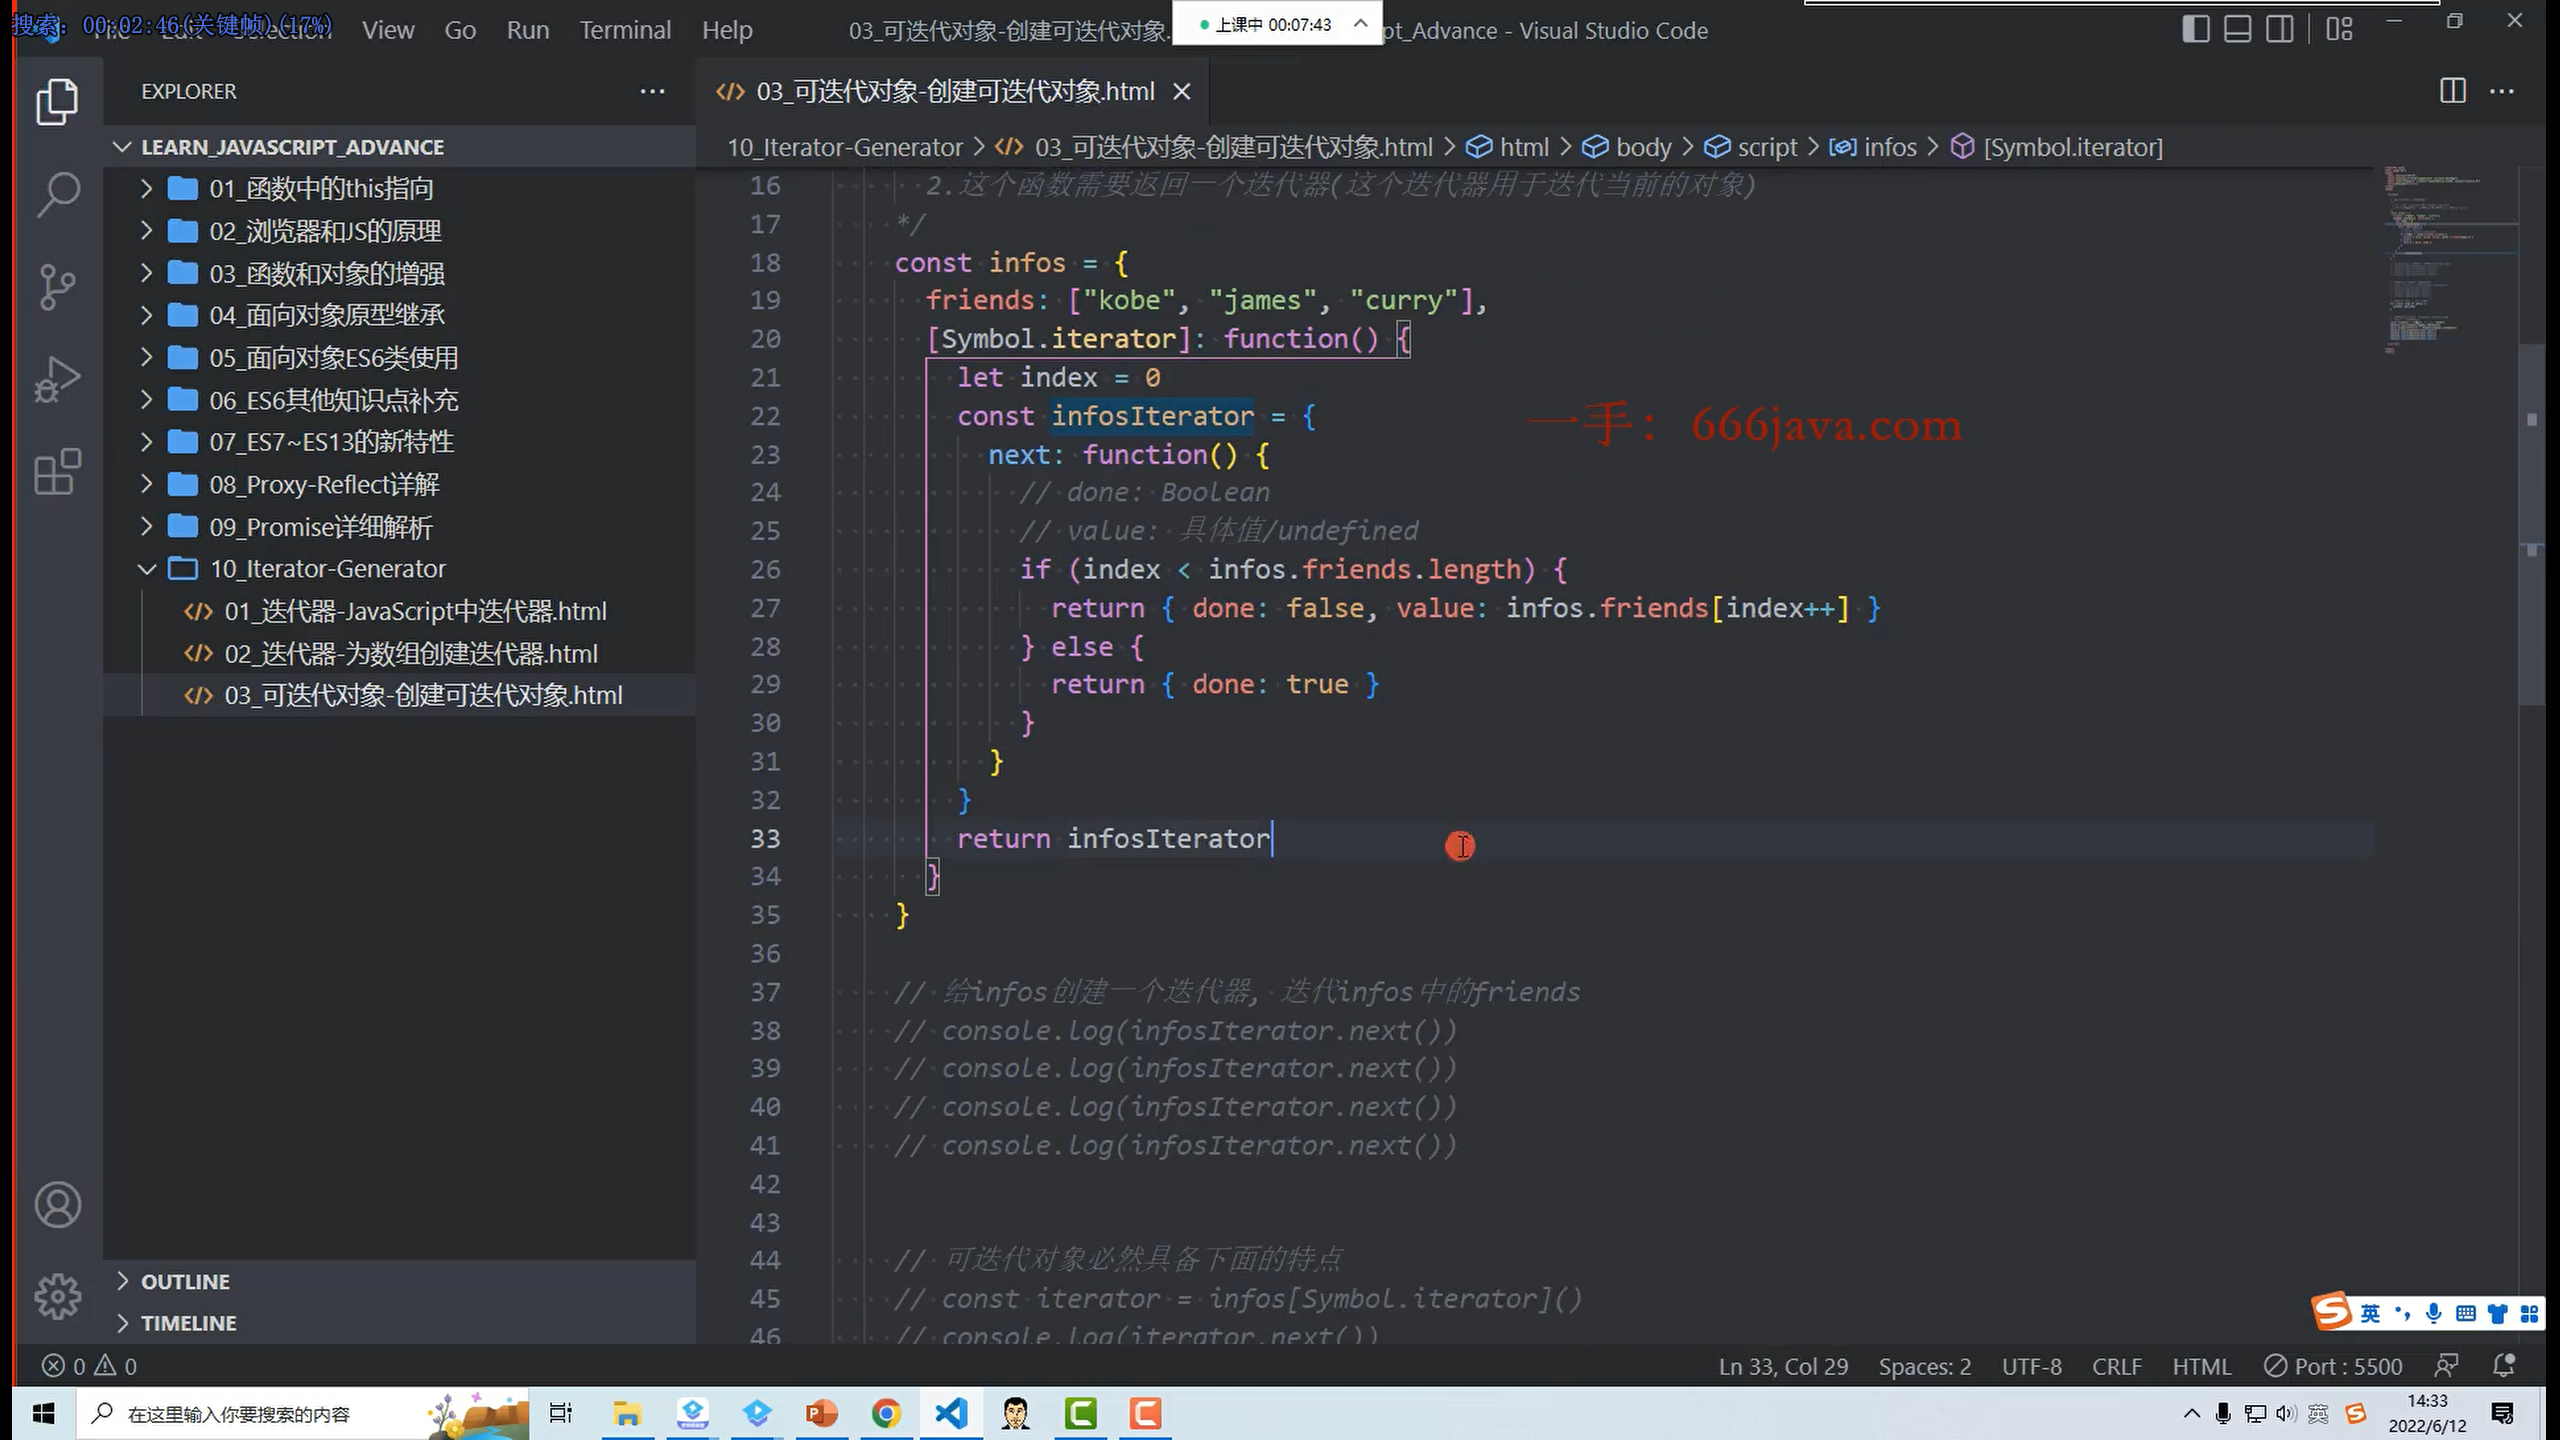 搜索: 00:02:46(关键帧)(17%)
View Go Run Terminal Help
03_可迭代对象-创建可迭代对象.
上课中 00:07:43
pt_Advance - Visual Studio Code
EXPLORER
03_可迭代对象-创建可迭代对象.html
LEARN_JAVASCRIPT_ADVANCE
10_Iterator-Generator > 03_可迭代对象-创建可迭代对象.html > html > body > script > infos > [Symbol.iterator]
01_函数中的this指向
02_浏览器和JS的原理
03_函数和对象的增强
04_面向对象原型继承
05_面向对象ES6类使用
06_ES6其他知识点补充
07_ES7~ES13的新特性
08_Proxy-Reflect详解
09_Promise详细解析
10_Iterator-Generator
01_迭代器-JavaScript中迭代器.html
02_迭代器-为数组创建迭代器.html
03_可迭代对象-创建可迭代对象.html
OUTLINE
TIMELINE
16 2.这个函数需要返回一个迭代器(这个迭代器用于迭代当前的对象)
17 */
18 const infos = {
19 friends: ["kobe", "james", "curry"],
20 [Symbol.iterator]: function() {
21 let index = 0
22 const infosIterator = {
23 next: function() {
24 // done: Boolean
25 // value: 具体值/undefined
26 if (index < infos.friends.length) {
27 return { done: false, value: infos.friends[index++] }
28 } else {
29 return { done: true }
30 }
31 }
32 }
33 return infosIterator
34 }
35 }
36
37 // 给infos创建一个迭代器, 迭代infos中的friends
38 // console.log(infosIterator.next())
39 // console.log(infosIterator.next())
40 // console.log(infosIterator.next())
41 // console.log(infosIterator.next())
42
43
44 // 可迭代对象必然具备下面的特点
45 // const iterator = infos[Symbol.iterator]()
46 // console.log(iterator.next())
一手：666java.com
英
0 0
Ln 33, Col 29 Spaces: 2 UTF-8 CRLF HTML Port : 5500
在这里输入你要搜索的内容
英
14:33
2022/6/12